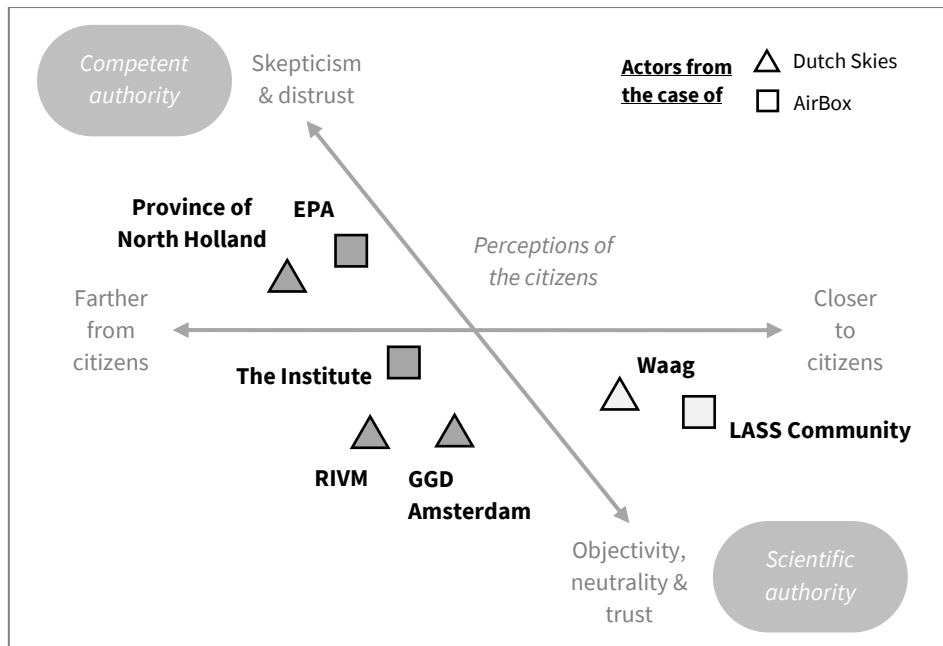 Competent
authority
Skepticism
& distrust
Actors from
the case of
Dutch Skies
AirBox
Province of
North Holland
EPA
Perceptions of
the citizens
Farther
from
citizens
Closer
to
citizens
The Institute
Waag
LASS Community
RIVM
GGD
Amsterdam
Objectivity,
neutrality &
trust
Scientific
authority